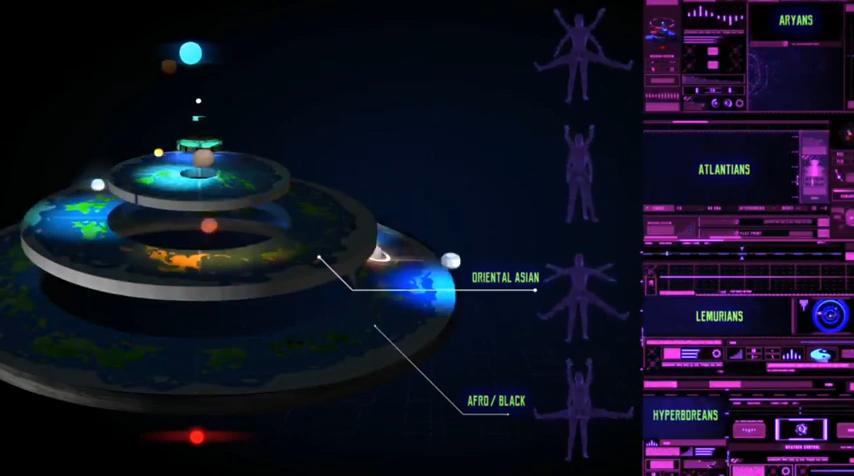 ARYANS
ATLANTIANS
ORIENTAL ASIAN
LEMURIANS
AFRO / BLACK
HYPERBOREANS